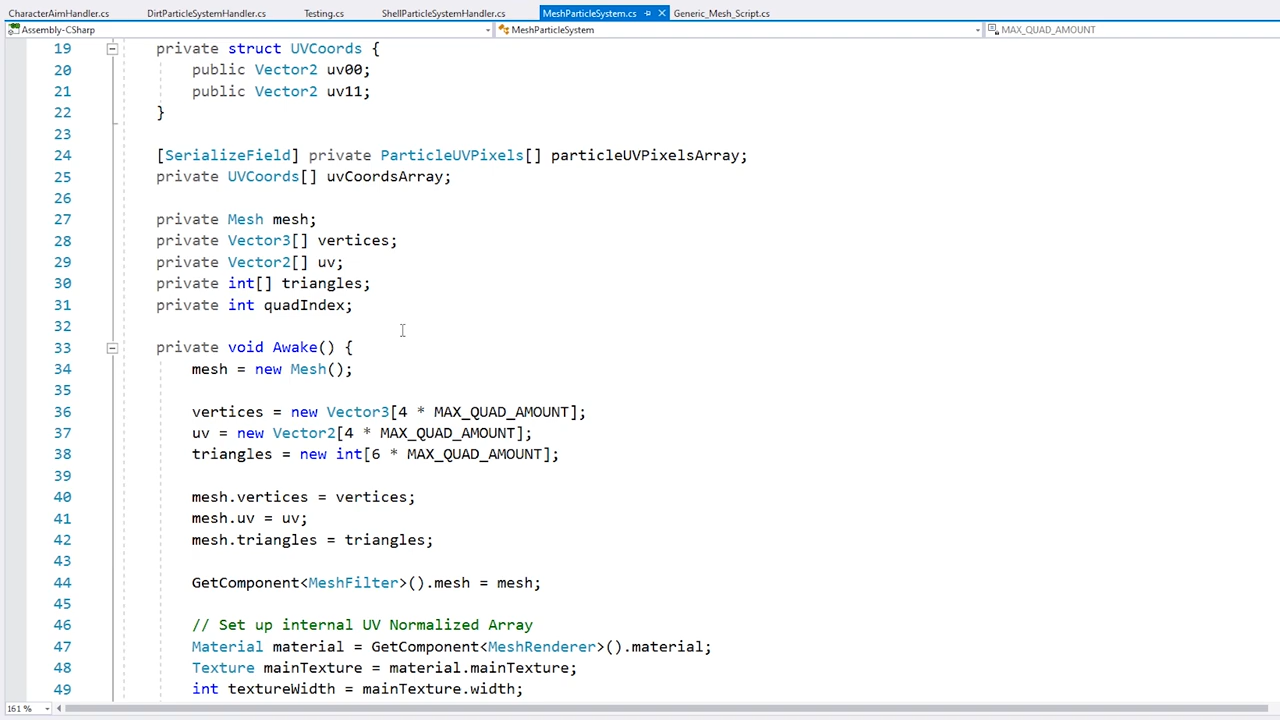 CharacterAimHandler.cs DirtParticleSystemHandler.cs Testing.cs ShellParticleSystemHandler.cs MeshParticleSystem.cs Generic_Mesh_Script.cs
Assembly-CSharp MeshParticleSystem MAX_QUAD_AMOUNT
19 private struct UVCoords {
20 public Vector2 uv00;
21 public Vector2 uv11;
22 }
23
24 [SerializeField] private ParticleUVPixels[] particleUVPixelsArray;
25 private UVCoords[] uvCoordsArray;
26
27 private Mesh mesh;
28 private Vector3[] vertices;
29 private Vector2[] uv;
30 private int[] triangles;
31 private int quadIndex;
32
33 private void Awake() {
34 mesh = new Mesh();
35
36 vertices = new Vector3[4 * MAX_QUAD_AMOUNT];
37 uv = new Vector2[4 * MAX_QUAD_AMOUNT];
38 triangles = new int[6 * MAX_QUAD_AMOUNT];
39
40 mesh.vertices = vertices;
41 mesh.uv = uv;
42 mesh.triangles = triangles;
43
44 GetComponent<MeshFilter>().mesh = mesh;
45
46 // Set up internal UV Normalized Array
47 Material material = GetComponent<MeshRenderer>().material;
48 Texture mainTexture = material.mainTexture;
49 int textureWidth = mainTexture.width;
161 %